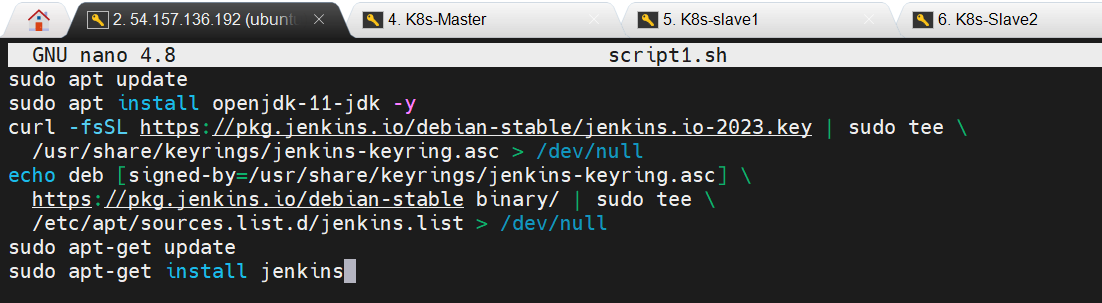 2. 54.157.136.192 (ubunt
4. K8s-Master
5. K8s-slave1
6. K8s-Slave2
GNU nano 4.8 script1.sh
sudo apt update
sudo apt install openjdk-11-jdk -y
curl -fsSL https://pkg.jenkins.io/debian-stable/jenkins.io-2023.key | sudo tee \
/usr/share/keyrings/jenkins-keyring.asc > /dev/null
echo deb [signed-by=/usr/share/keyrings/jenkins-keyring.asc] \
https://pkg.jenkins.io/debian-stable binary/ | sudo tee \
/etc/apt/sources.list.d/jenkins.list > /dev/null
sudo apt-get update
sudo apt-get install jenkins